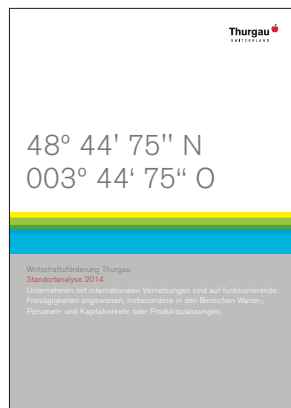 Thurgau
SWITZERLAND
48° 44' 75'' N
003° 44‘ 75“ O
Wirtschaftsförderung Thurgau
Standortanalyse 2014
Unternehmen mit internationalen Vernetzungen sind auf funktionierende
Freizügigkeiten angewiesen, insbesondere in den Bereichen Waren-,
Personen- und Kapitalverkehr oder Produktzulassungen.